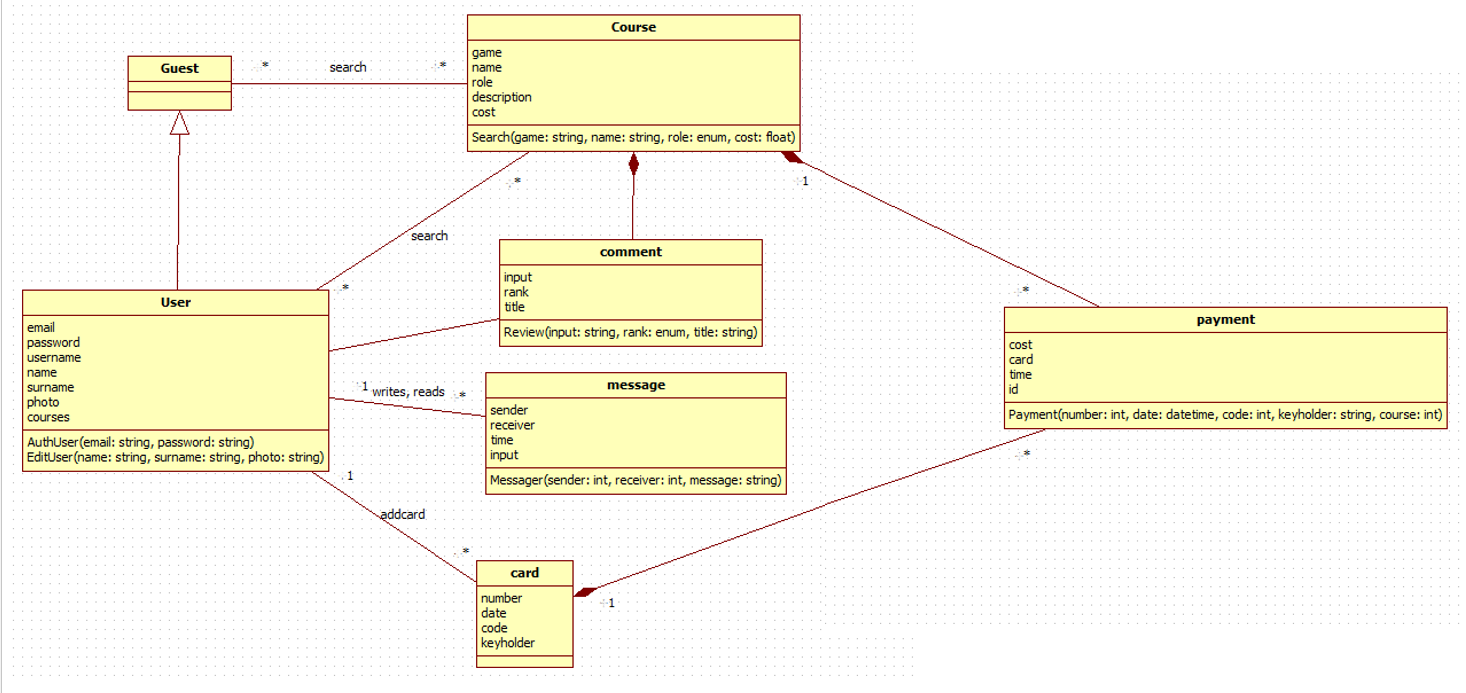 Course
game
name
role
description
cost
Search(game: string, name: string, role: enum, cost: float)
Guest
* search *
*
search
*
1
*
comment
input
rank
title
Review(input: string, rank: enum, title: string)
User
email
password
username
name
surname
photo
courses
AuthUser(email: string, password: string)
EditUser(name: string, surname: string, photo: string)
1 writes, reads *
message
sender
receiver
time
input
Messager(sender: int, receiver: int, message: string)
payment
cost
card
time
id
Payment(number: int, date: datetime, code: int, keyholder: string, course: int)
*
1
addcard
*
card
number
date
code
keyholder
1